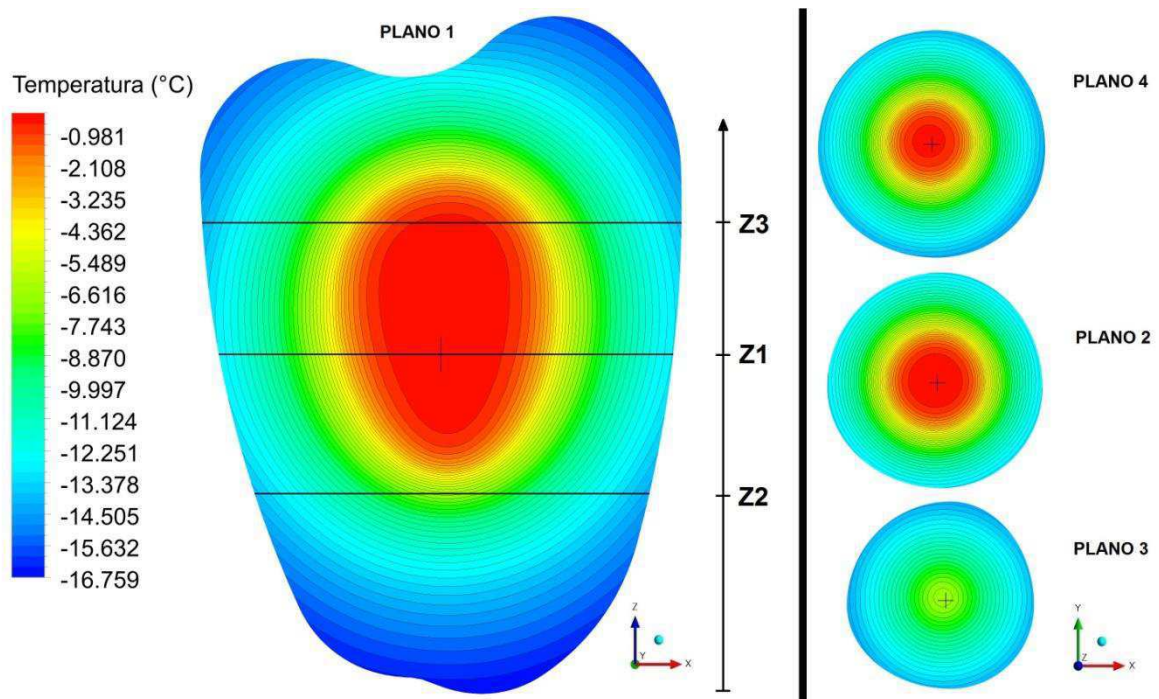 PLANO 1
Temperatura (°C)
-0.981
-2.108
-3.235
-4.362
-5.489
-6.616
-7.743
-8.870
-9.997
-11.124
-12.251
-13.378
-14.505
-15.632
-16.759
Z3
Z1
Z2
Z
Y
X
PLANO 4
PLANO 2
PLANO 3
Y
Z
X